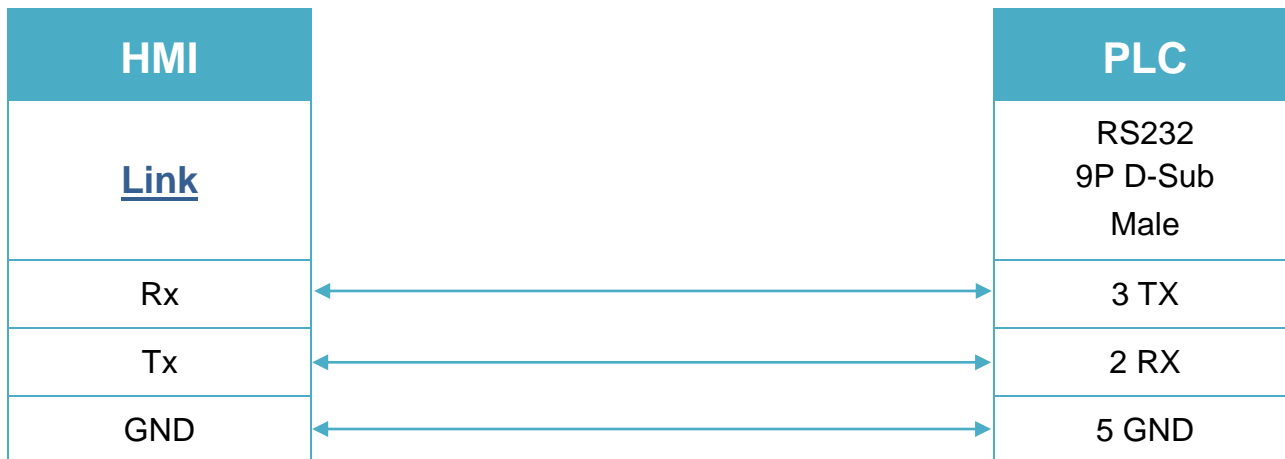 HMI
PLC
Link
RS232
9P D-Sub
Male
Rx
3 TX
Tx
2 RX
GND
5 GND